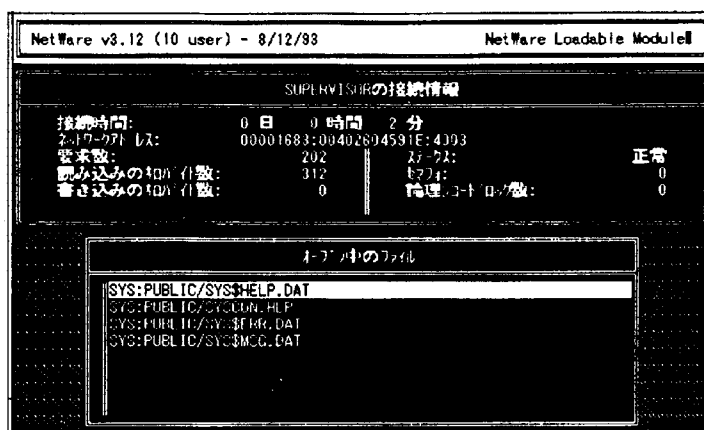 NetWare v3.12 (10 user) - 8/12/93 NetWare Loadable Module
SUPERVISORの接続情報
接続時間: 0 日 0 時間 2 分
ネットワークアドレス: 00001683:00402604591E:4003
要求数: 202 ステータス: 正常
読み込みのキロバイト数: 312 セマフォ: 0
書き込みのキロバイト数: 0 論理レコードロック数: 0
オープン中のファイル
SYS:PUBLIC/SYS$HELP.DAT
SYS:PUBLIC/SYSCON.HLP
SYS:PUBLIC/SYS$ERR.DAT
SYS:PUBLIC/SYS$MSG.DAT